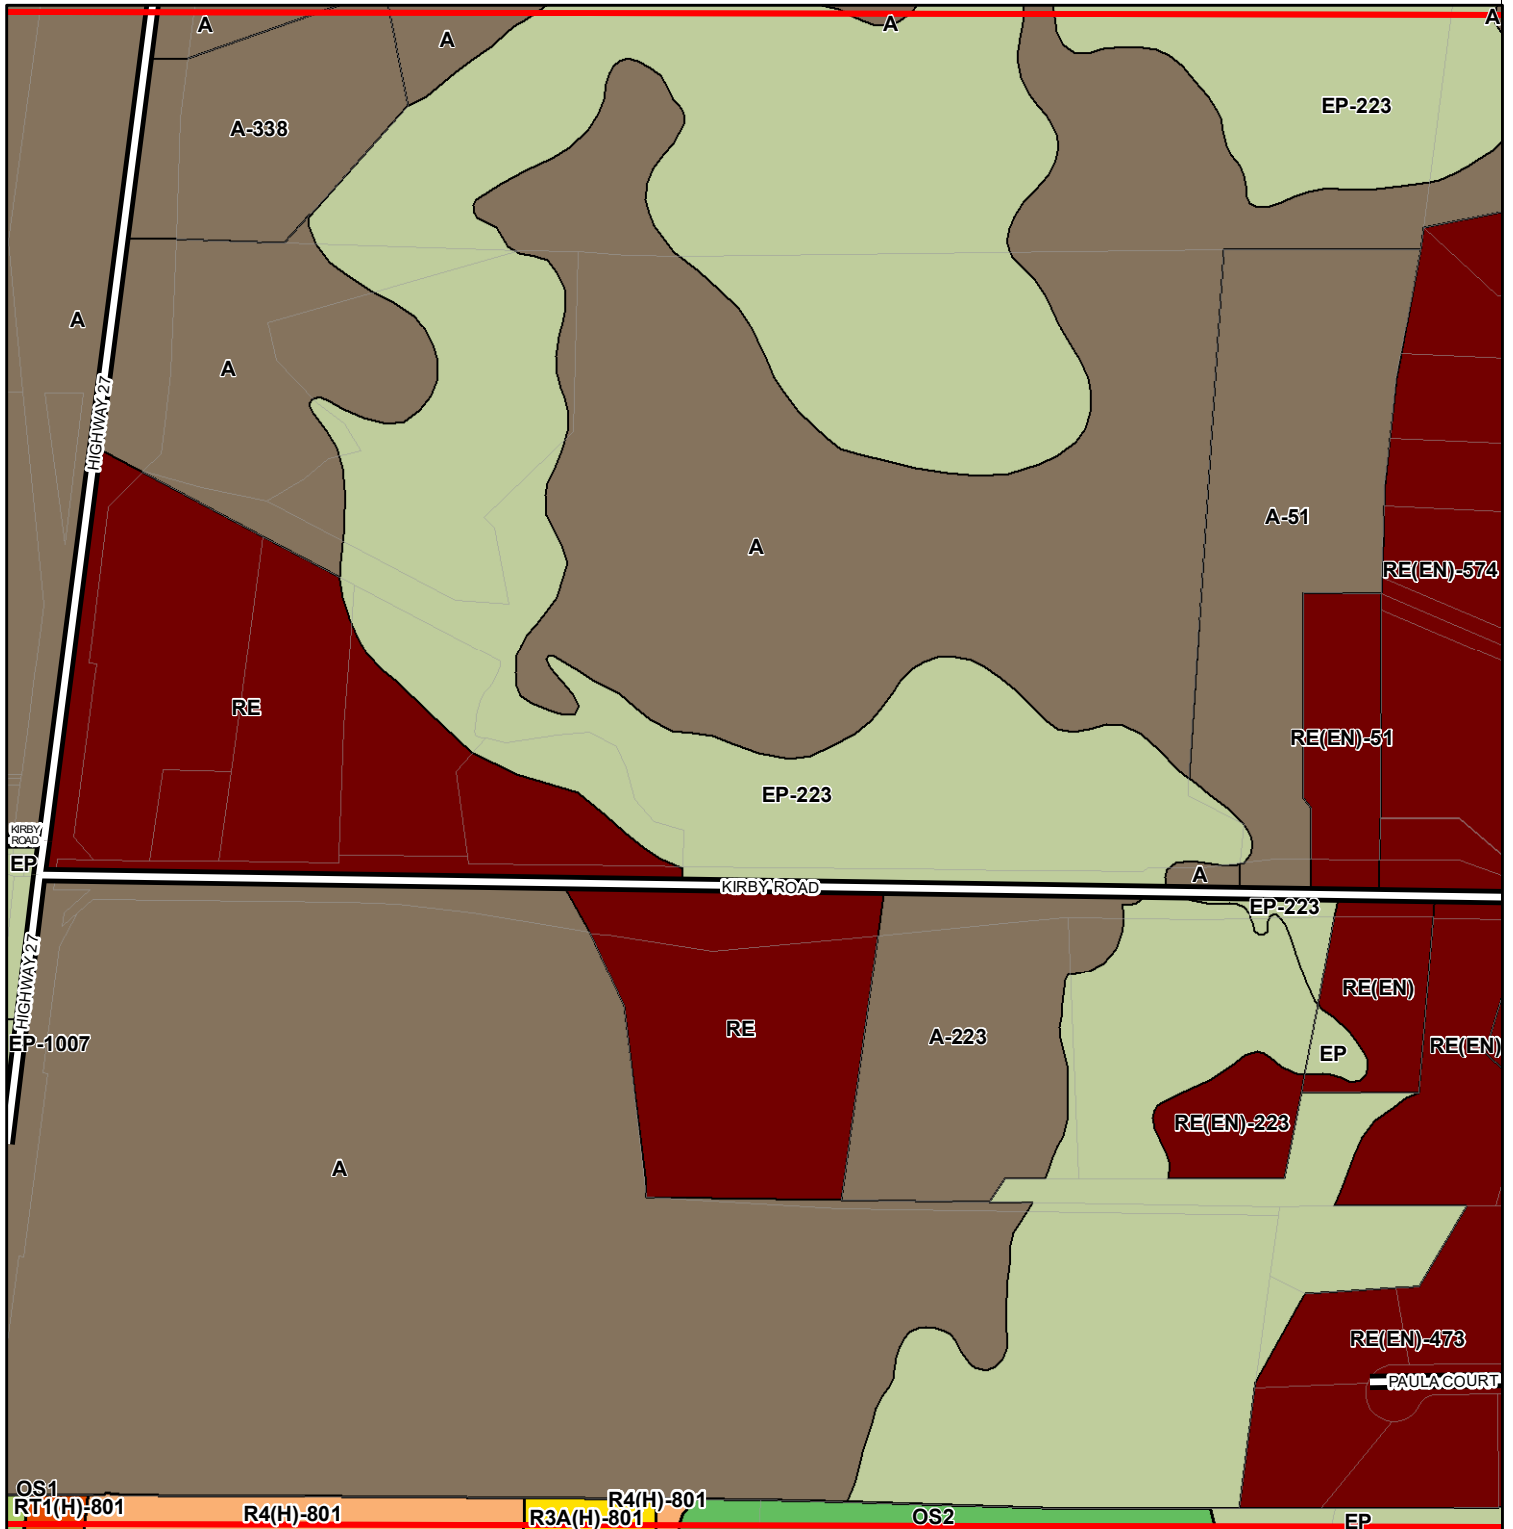 A
A
A
A
A-338
EP-223
A
A
HIGHWAY 27
A-51
A
RE(EN)-574
RE
RE(EN)-51
EP-223
KIRBY
ROAD
EP
A
KIRBY ROAD
EP-223
HIGHWAY 27
RE(EN)
RE
A-223
EP-1007
EP
RE(EN)
RE(EN)-223
A
RE(EN)-473
PAULA COURT
OS1
RT1(H)-801
R4(H)-801
R4(H)-801
R3A(H)-801
OS2
EP